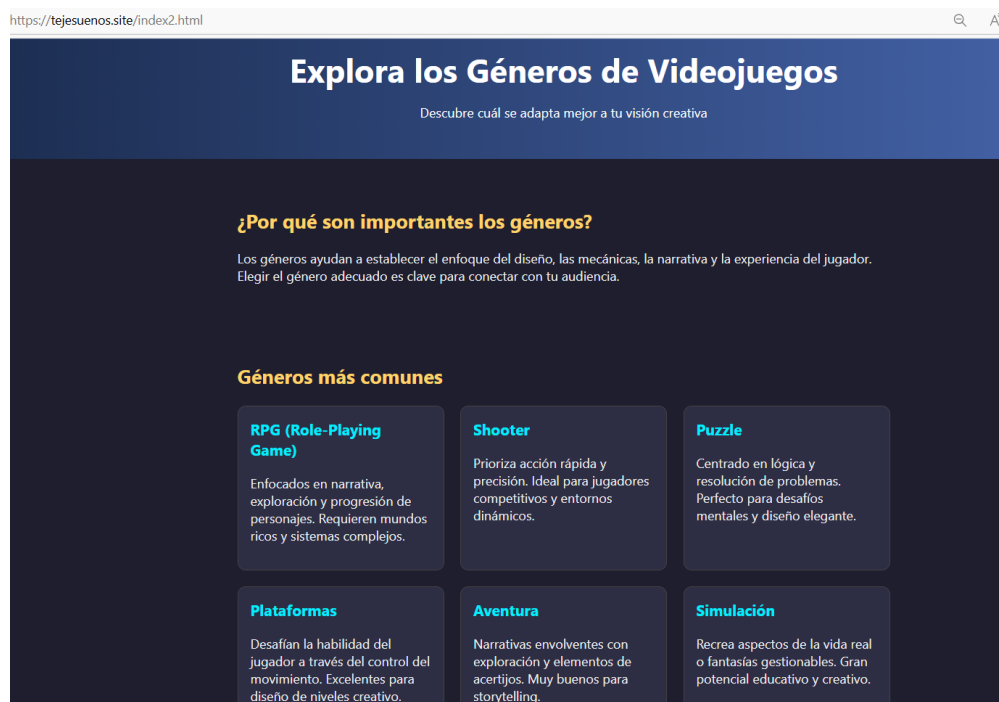 https://tejesuenos.site/index2.html
Explora los Géneros de Videojuegos
Descubre cuál se adapta mejor a tu visión creativa
¿Por qué son importantes los géneros?
Los géneros ayudan a establecer el enfoque del diseño, las mecánicas, la narrativa y la experiencia del jugador.
Elegir el género adecuado es clave para conectar con tu audiencia.
Géneros más comunes
RPG (Role-Playing
Game)
Enfocados en narrativa,
exploración y progresión de
personajes. Requieren mundos
ricos y sistemas complejos.
Shooter
Prioriza acción rápida y
precisión. Ideal para jugadores
competitivos y entornos
dinámicos.
Puzzle
Centrado en lógica y
resolución de problemas.
Perfecto para desafíos
mentales y diseño elegante.
Plataformas
Desafían la habilidad del
jugador a través del control del
movimiento. Excelentes para
diseño de niveles creativo.
Aventura
Narrativas envolventes con
exploración y elementos de
acertijos. Muy buenos para
storytelling.
Simulación
Recrea aspectos de la vida real
o fantasías gestionables. Gran
potencial educativo y creativo.